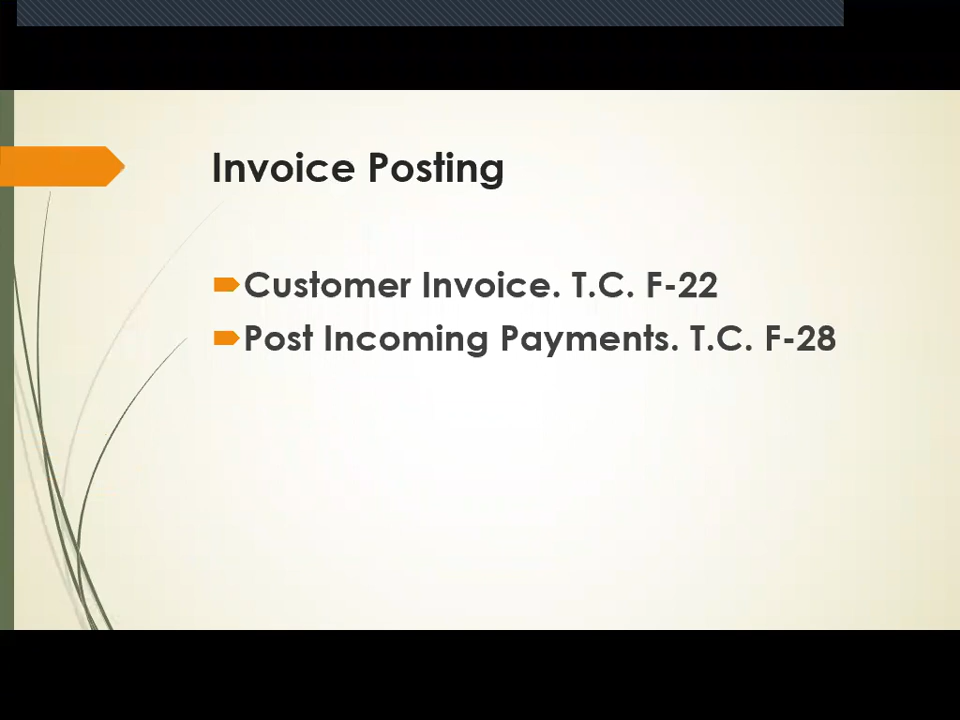 Invoice Posting
Customer Invoice. T.C. F-22
Post Incoming Payments. T.C. F-28